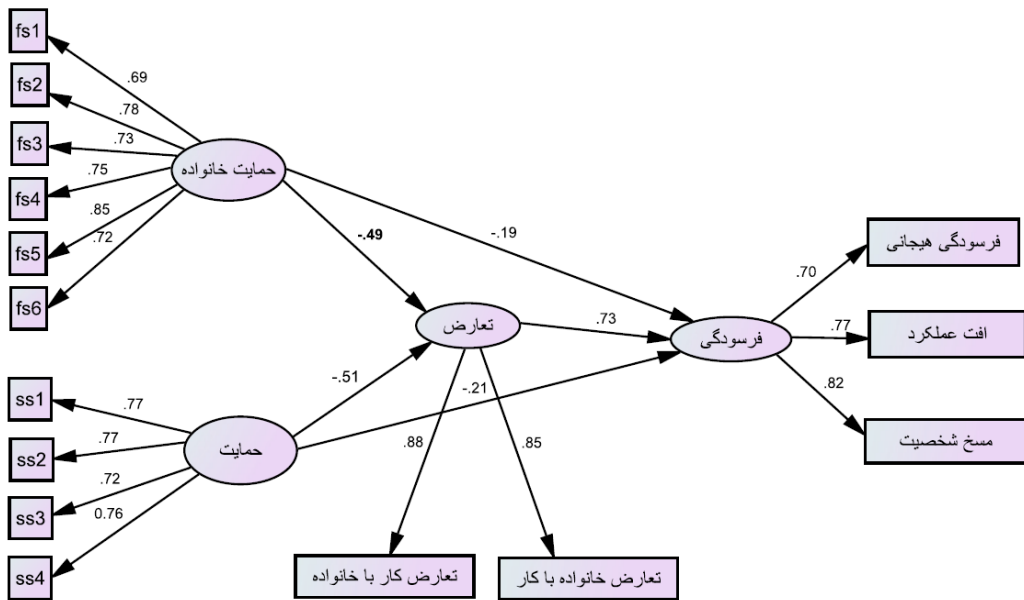 fs1
.69
fs2
.78
fs3
.73
حمایت خانواده
fs4
.75
fs5
.85
.72
fs6
-.49
-.19
فرسودگی هیجانی
.70
تعارض
.73
فرسودگی
.77
افت عملکرد
-.51
-.21
.82
مسخ شخصیت
ss1
.77
ss2
.77
حمایت
ss3
.72
0.76
ss4
.88
.85
تعارض کار با خانواده
تعارض خانواده با کار